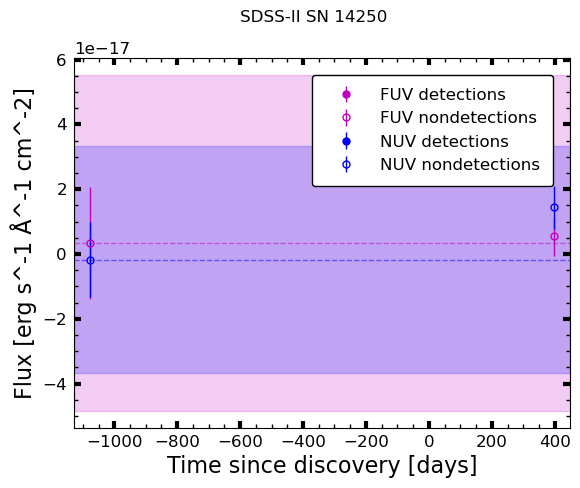 SDSS-II SN 14250
1e−17
6
4
2
0
−2
−4
Flux [erg s^-1 Å^-1 cm^-2]
FUV detections
FUV nondetections
NUV detections
NUV nondetections
−1000 −800 −600 −400 −200 0 200 400
Time since discovery [days]